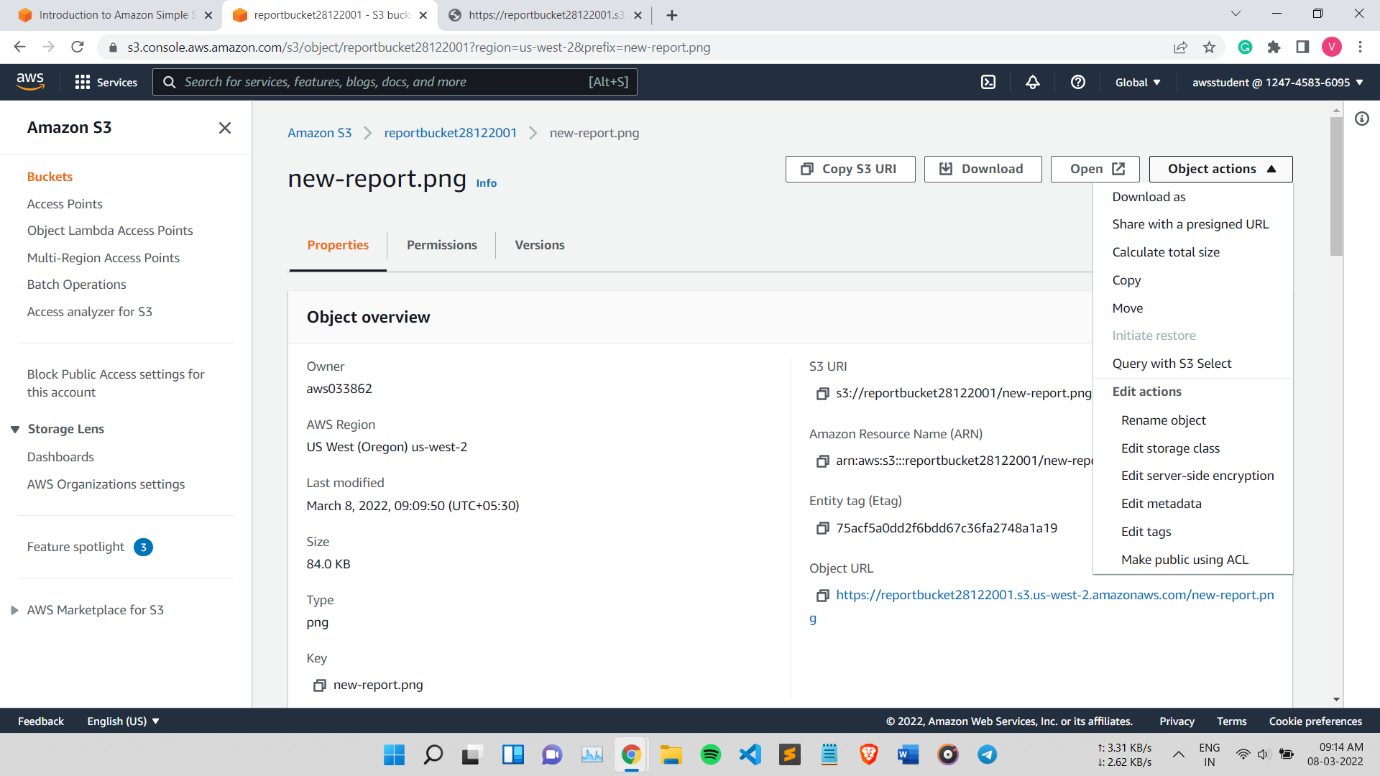 Introduction to Amazon Simple S
reportbucket28122001 - S3 buck
https://reportbucket28122001.s3
s3.console.aws.amazon.com/s3/object/reportbucket28122001?region=us-west-2&prefix=new-report.png
V
aws
Services
Search for services, features, blogs, docs, and more
[Alt+S]
Global
awsstudent @ 1247-4583-6095
Amazon S3
Buckets
Access Points
Object Lambda Access Points
Multi-Region Access Points
Batch Operations
Access analyzer for S3
Block Public Access settings for
this account
Storage Lens
Dashboards
AWS Organizations settings
Feature spotlight 3
AWS Marketplace for S3
Amazon S3 > reportbucket28122001 > new-report.png
new-report.png Info
Copy S3 URI
Download
Open
Object actions
Download as
Share with a presigned URL
Calculate total size
Copy
Move
Initiate restore
Query with S3 Select
Edit actions
Rename object
Edit storage class
Edit server-side encryption
Edit metadata
Edit tags
Make public using ACL
Properties
Permissions
Versions
Object overview
Owner
aws033862
AWS Region
US West (Oregon) us-west-2
Last modified
March 8, 2022, 09:09:50 (UTC+05:30)
Size
84.0 KB
Type
png
Key
new-report.png
S3 URI
s3://reportbucket28122001/new-report.png
Amazon Resource Name (ARN)
arn:aws:s3:::reportbucket28122001/new-repo
Entity tag (Etag)
75acf5a0dd2f6bdd67c36fa2748a1a19
Object URL
https://reportbucket28122001.s3.us-west-2.amazonaws.com/new-report.pn
g
Feedback
English (US)
© 2022, Amazon Web Services, Inc. or its affiliates.
Privacy
Terms
Cookie preferences
↑: 3.31 KB/s
↓: 2.62 KB/s
ENG
IN
09:14 AM
08-03-2022